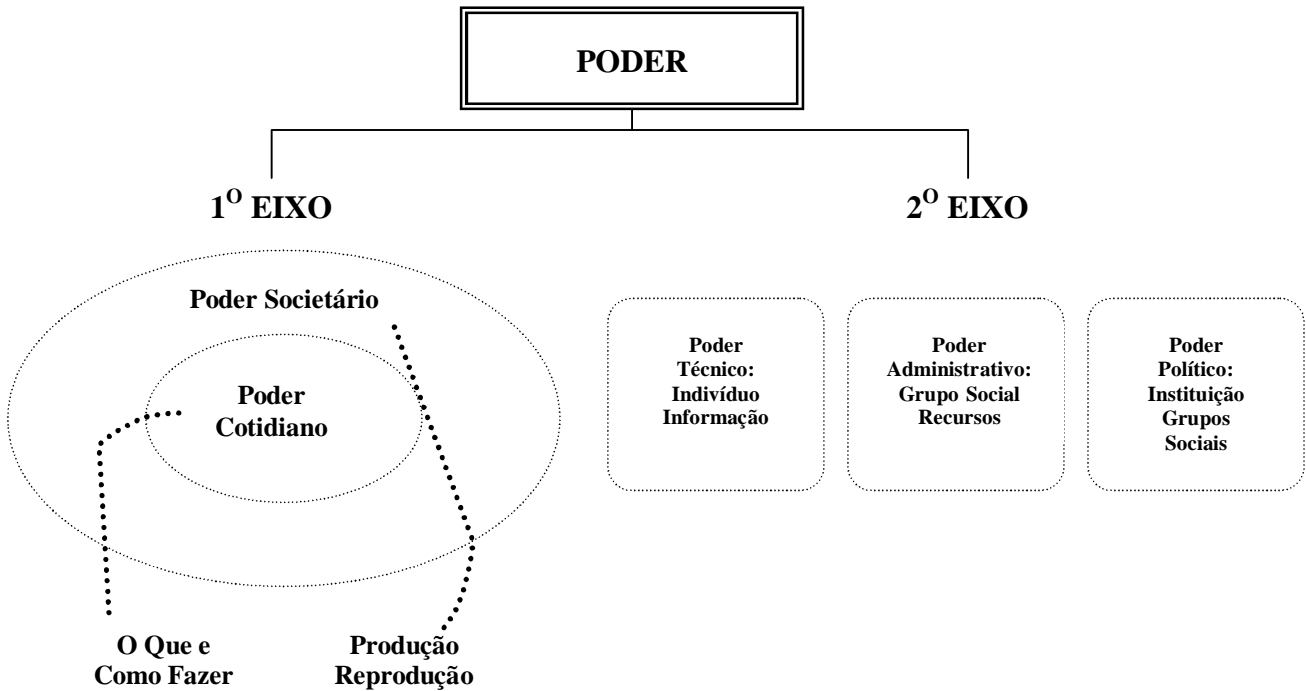 PODER
1º EIXO
2º EIXO
Poder Societário
Poder
Cotidiano
O Que e
Como Fazer
Produção
Reprodução
Poder
Técnico:
Indivíduo
Informação
Poder
Administrativo:
Grupo Social
Recursos
Poder
Político:
Instituição
Grupos
Sociais